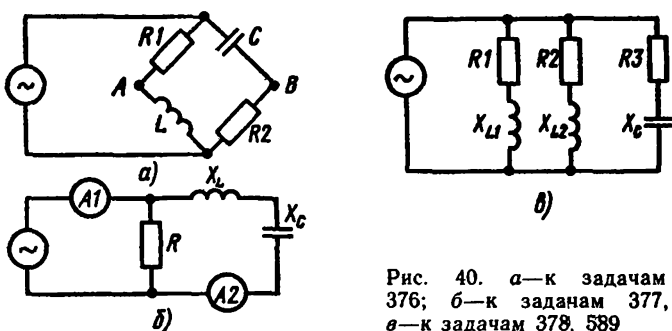 R1
C
A
B
L
R2
а)
A1
X_L
R
X_C
A2
б)
R1
R2
R3
X_L1
X_L2
X_C
в)
Рис. 40. а—к задачам
376; б—к задачам 377,
в—к задачам 378, 589